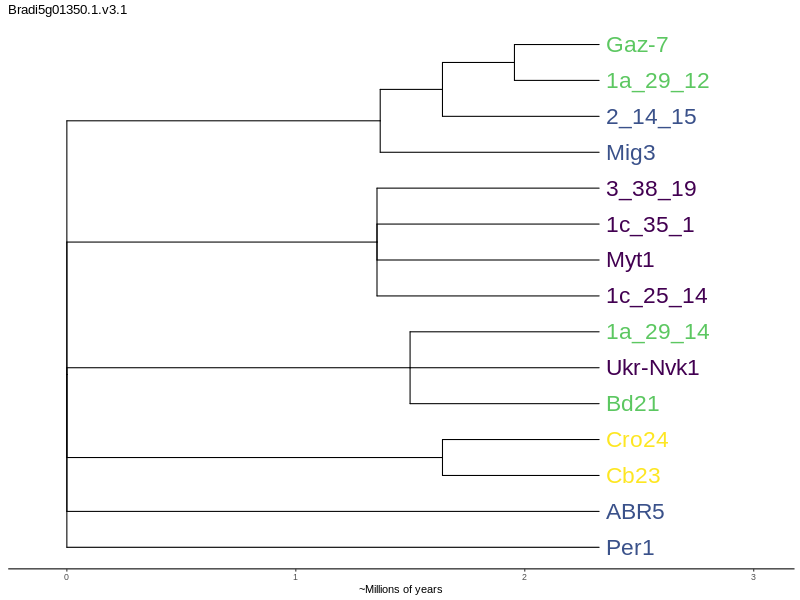 Bradi5g01350.1.v3.1
Gaz-7
1a_29_12
2_14_15
Mig3
3_38_19
1c_35_1
Myt1
1c_25_14
1a_29_14
Ukr-Nvk1
Bd21
Cro24
Cb23
ABR5
Per1
0 1 2 3
~Millions of years